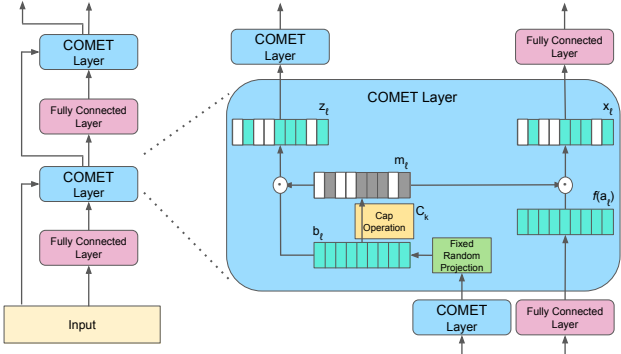 COMET
Layer
Fully Connected
Layer
COMET
Layer
Fully Connected
Layer
Input
COMET
Layer
Fully Connected
Layer
COMET Layer
z_ℓ
x_ℓ
m_ℓ
f(a_ℓ)
Cap
Operation
C_k
b_ℓ
Fixed
Random
Projection
COMET
Layer
Fully Connected
Layer